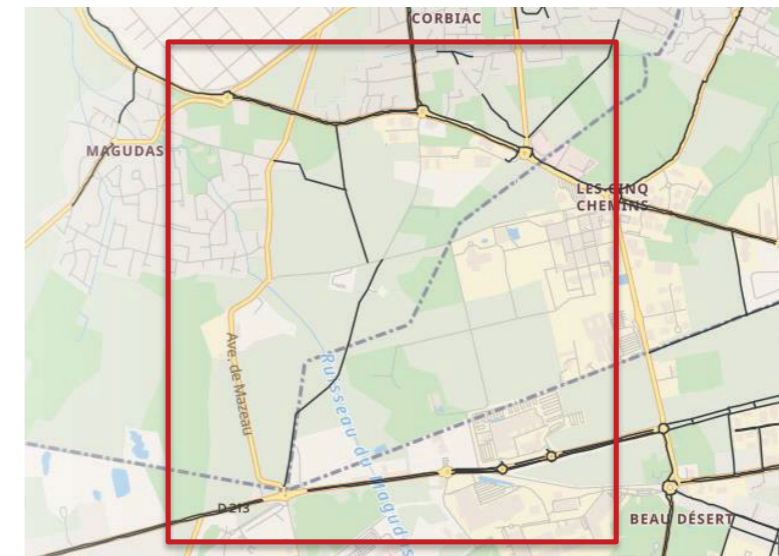 CORBIAC
MAGUDAS
LES CINQ
CHEMINS
Ave. de Mazeau
Ruisseau du Magudas
D213
BEAU DÉSERT